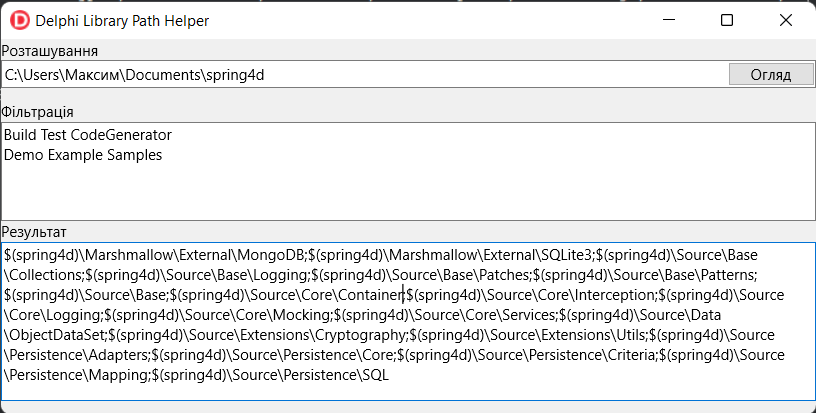 Delphi Library Path Helper
Розташування
C:\Users\Максим\Documents\spring4d
Огляд
Фільтрація
Build Test CodeGenerator
Demo Example Samples
Результат
$(spring4d)\Marshmallow\External\MongoDB;$(spring4d)\Marshmallow\External\SQLite3;$(spring4d)\Source\Base
\Collections;$(spring4d)\Source\Base\Logging;$(spring4d)\Source\Base\Patches;$(spring4d)\Source\Base\Patterns;
$(spring4d)\Source\Base;$(spring4d)\Source\Core\Container;$(spring4d)\Source\Core\Interception;$(spring4d)\Source
\Core\Logging;$(spring4d)\Source\Core\Mocking;$(spring4d)\Source\Core\Services;$(spring4d)\Source\Data
\ObjectDataSet;$(spring4d)\Source\Extensions\Cryptography;$(spring4d)\Source\Extensions\Utils;$(spring4d)\Source
\Persistence\Adapters;$(spring4d)\Source\Persistence\Core;$(spring4d)\Source\Persistence\Criteria;$(spring4d)\Source
\Persistence\Mapping;$(spring4d)\Source\Persistence\SQL